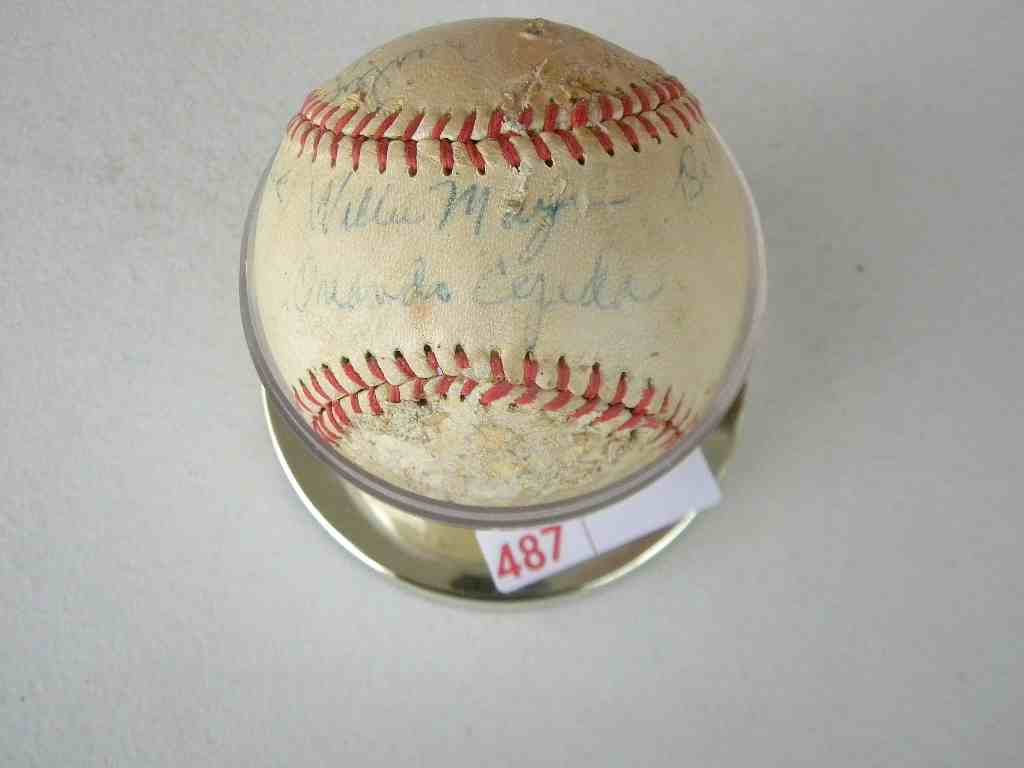 Willie Mays
Orlando Cepeda
487